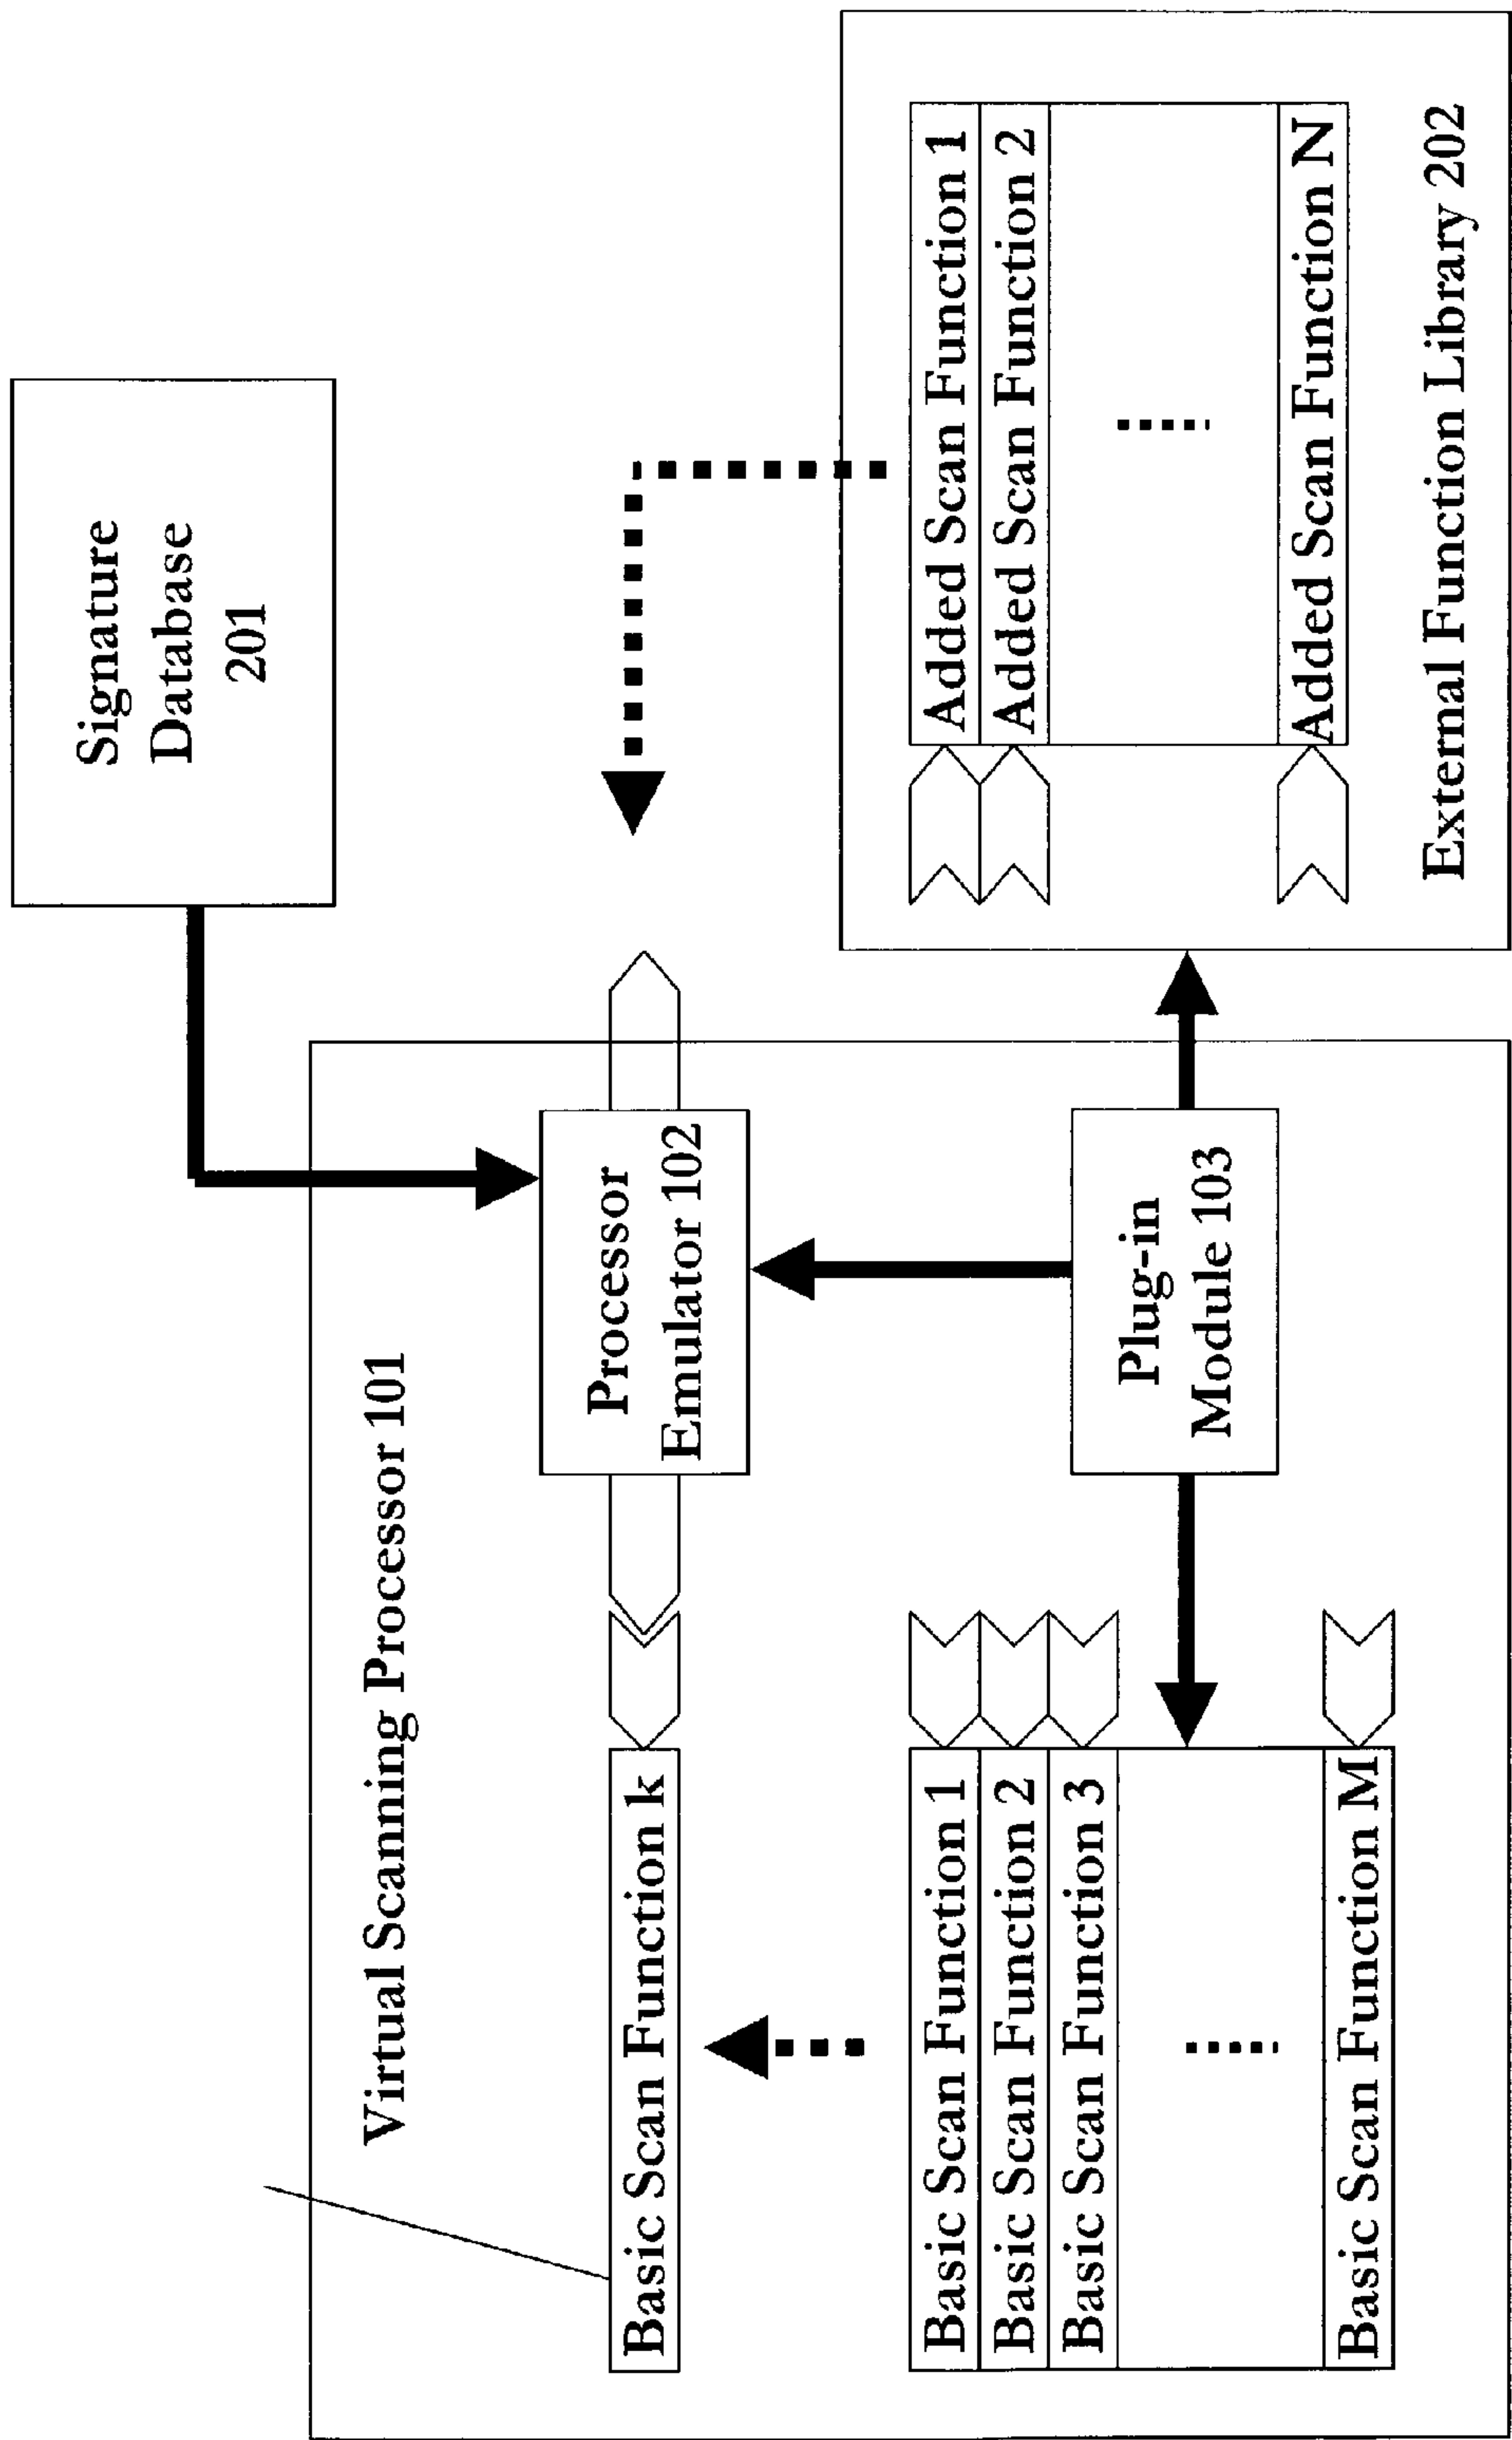 Signature
Database
201
Virtual Scanning Processor 101
Basic Scan Function k
Processor
Emulator 102
Basic Scan Function 1
Basic Scan Function 2
Basic Scan Function 3
Basic Scan Function M
Plug-in
Module 103
Added Scan Function 1
Added Scan Function 2
Added Scan Function N
External Function Library 202